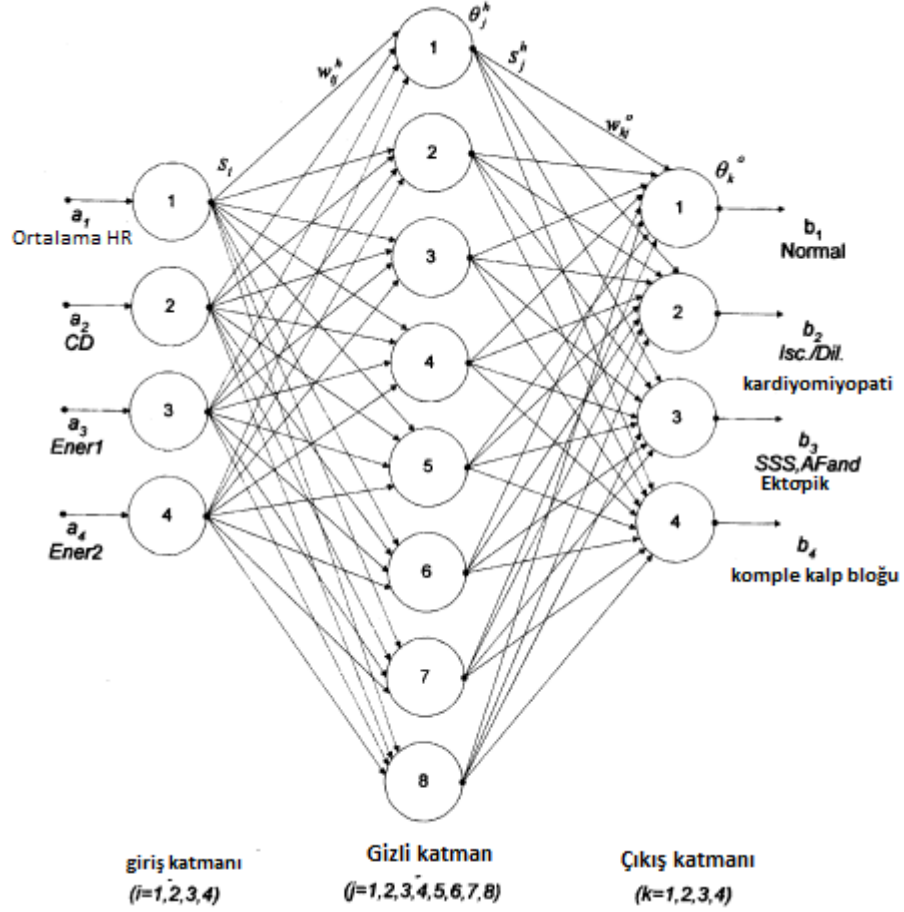 θ_j^h
1
s_j^h
w_ij^h
w_kj^o
S_i
2
θ_k^o
1
1
a_1
Ortalama HR
b_1
Normal
3
2
2
a_2
CD
b_2
Isc./Dil.
kardiyomiyopati
4
3
3
a_3
Ener1
b_3
SSS,AFand
Ektopik
5
4
4
a_4
Ener2
b_4
komple kalp bloğu
6
7
8
giriş katmanı
(i=1,2,3,4)
Gizli katman
(j=1,2,3,4,5,6,7,8)
Çıkış katmanı
(k=1,2,3,4)